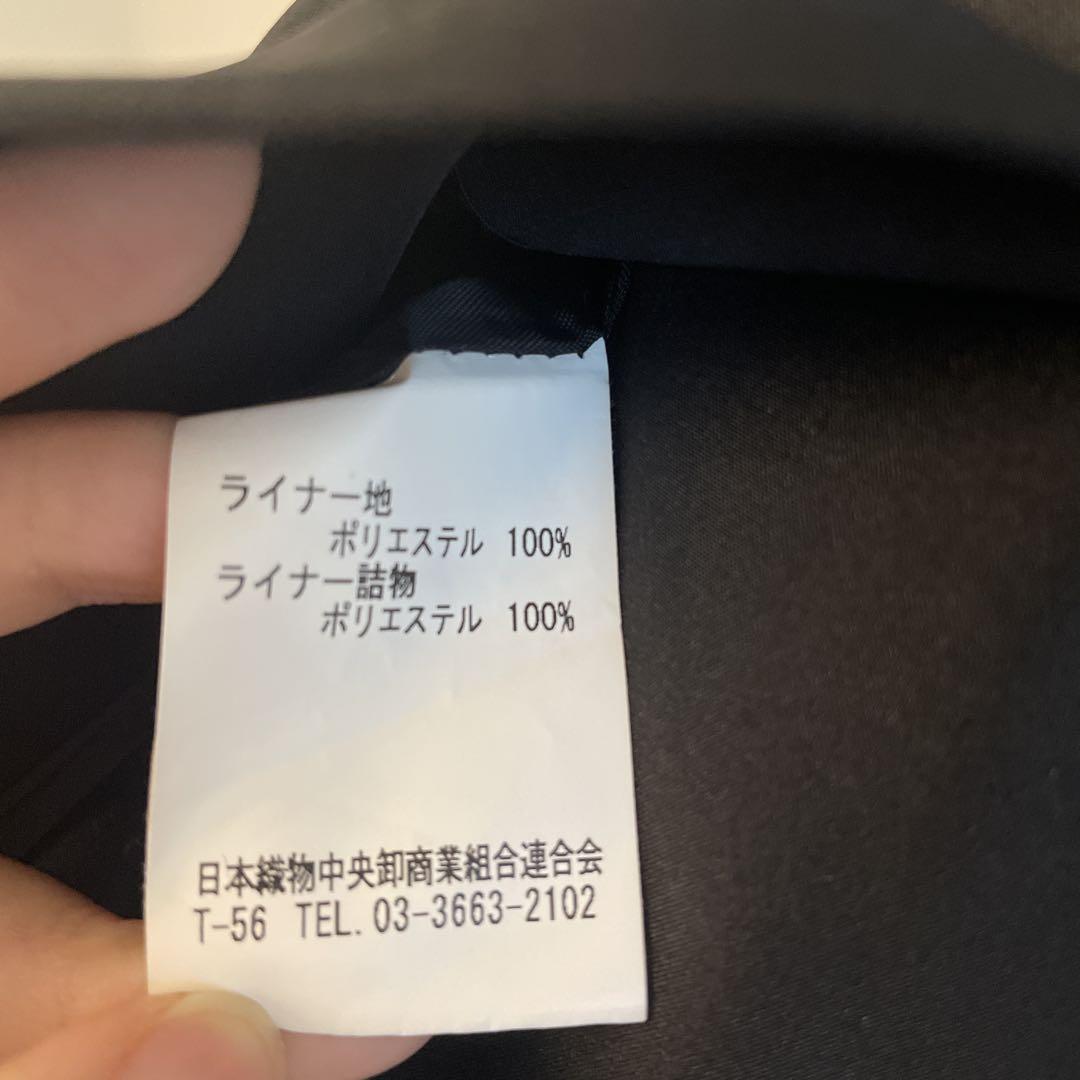 ライナー地
ポリエステル 100%
ライナー詰物
ポリエステル 100%
日本織物中央卸商業組合連合会
T-56 TEL. 03-3663-2102